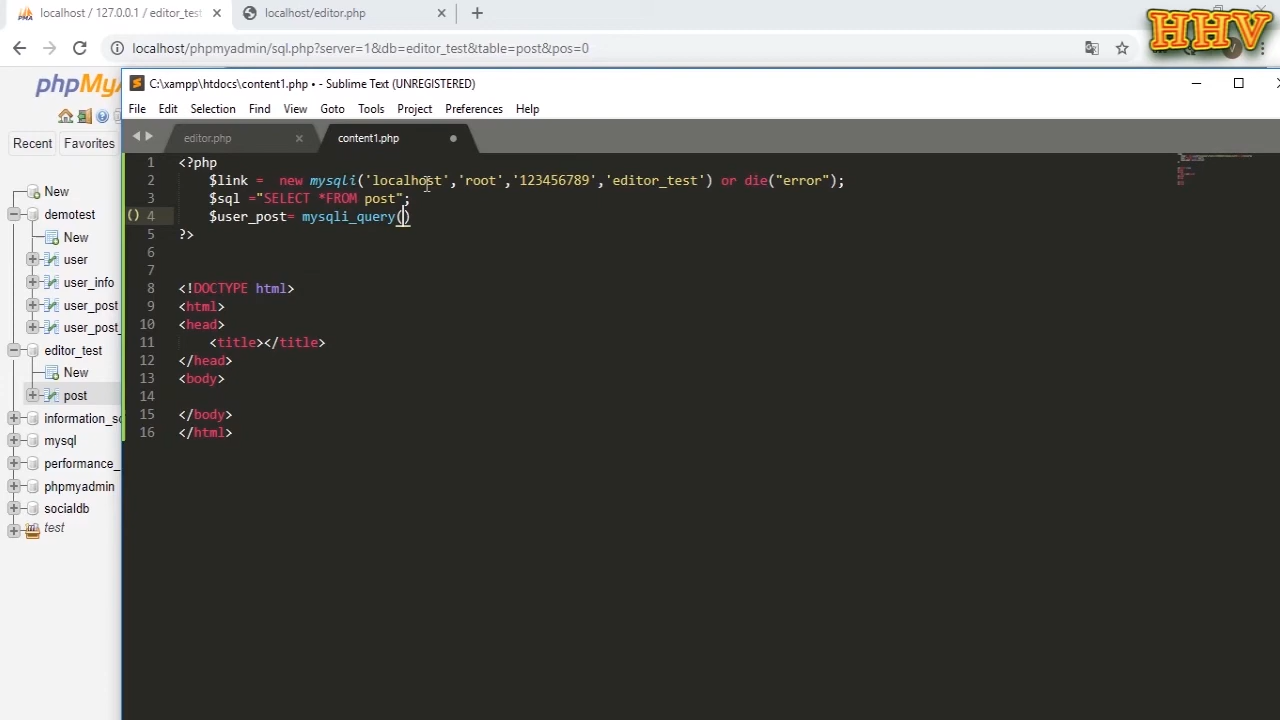 localhost / 127.0.0.1 / editor_test
localhost/editor.php
HHV
localhost/phpmyadmin/sql.php?server=1&db=editor_test&table=post&pos=0
phpMyA
C:\xampp\htdocs\content1.php • - Sublime Text (UNREGISTERED)
File Edit Selection Find View Goto Tools Project Preferences Help
Recent Favorites
editor.php
content1.php
New
demotest
New
user
user_info
user_post
user_post_
editor_test
New
post
information_sc
mysql
performance_
phpmyadmin
socialdb
test
1 <?php
2 $link =  new mysqli('localhost','root','123456789','editor_test') or die("error");
3 $sql ="SELECT *FROM post";
4 $user_post= mysqli_query()
5 ?>
6
7
8 <!DOCTYPE html>
9 <html>
10 <head>
11 <title></title>
12 </head>
13 <body>
14
15 </body>
16 </html>